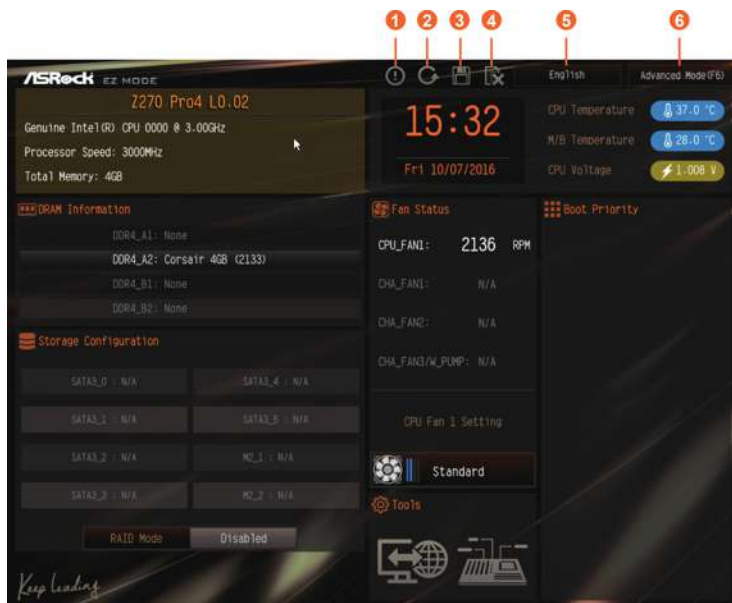 1 2 3 4 5 6
ASRock EZ MODE
English
Advanced Mode(F6)
Z270 Pro4 L0.02
Genuine Intel(R) CPU 0000 @ 3.00GHz
Processor Speed: 3000MHz
Total Memory: 4GB
15:32
Fri 10/07/2016
CPU Temperature 37.0 °C
M/B Temperature 28.0 °C
CPU Voltage 1.008 V
DRAM Information
DDR4_A1: None
DDR4_A2: Corsair 4GB (2133)
DDR4_B1: None
DDR4_B2: None
Storage Configuration
SATA3_0 : N/A
SATA3_4 : N/A
SATA3_1 : N/A
SATA3_5 : N/A
SATA3_2 : N/A
M2_1 : N/A
SATA3_3 : N/A
M2_2 : N/A
RAID Mode
Disabled
Keep Leading
Fan Status
CPU_FAN1: 2136 RPM
CHA_FAN1: N/A
CHA_FAN2: N/A
CHA_FAN3/W_PUMP: N/A
CPU Fan 1 Setting
Standard
Tools
Boot Priority